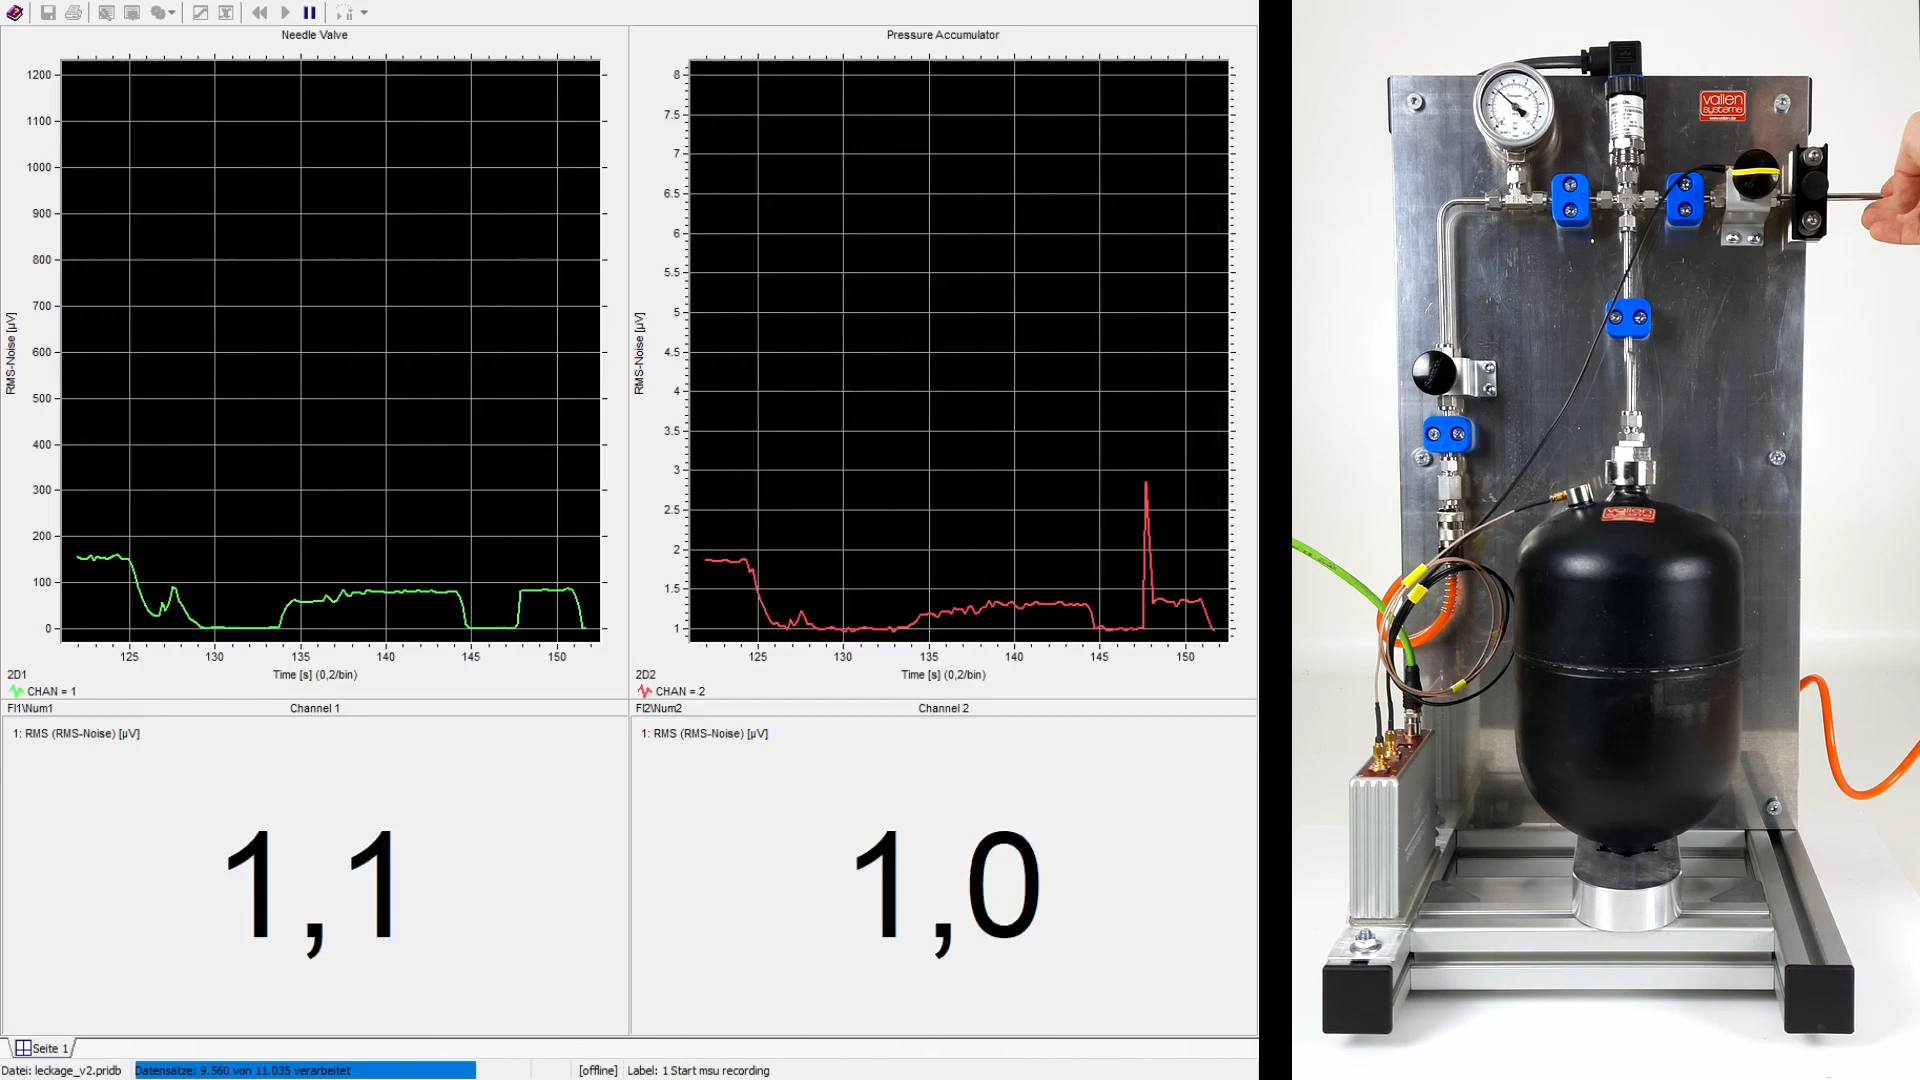 Needle Valve
1200
1100
1000
900
800
700
600
500
400
300
200
100
0
RMS-Noise [µV]
125
130
135
140
145
150
Time [s] (0,2/bin)
2D1
CHAN = 1
Pressure Accumulator
8
7.5
7
6.5
6
5.5
5
4.5
4
3.5
3
2.5
2
1.5
1
RMS-Noise [µV]
125
130
135
140
145
150
Time [s] (0,2/bin)
2D2
CHAN = 2
FI1\Num1
Channel 1
1: RMS (RMS-Noise) [µV]
1,1
FI2\Num2
Channel 2
1: RMS (RMS-Noise) [µV]
1,0
Seite 1
Datei: leckage_v2.pridb
Datensätze: 9.560 von 11.035 verarbeitet
[offline]
Label: 1 Start msu recording
vallen
systeme
www.vallen.de
vallen